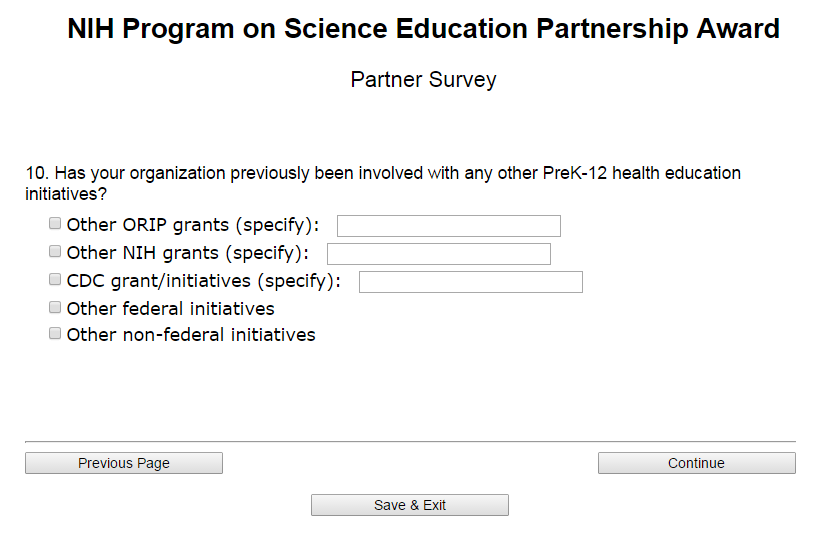 NIH Program on Science Education Partnership Award
Partner Survey
10. Has your organization previously been involved with any other PreK-12 health education
initiatives?
Other ORIP grants (specify):
Other NIH grants (specify):
CDC grant/initiatives (specify):
Other federal initiatives
Other non-federal initiatives
Previous Page
Continue
Save & Exit